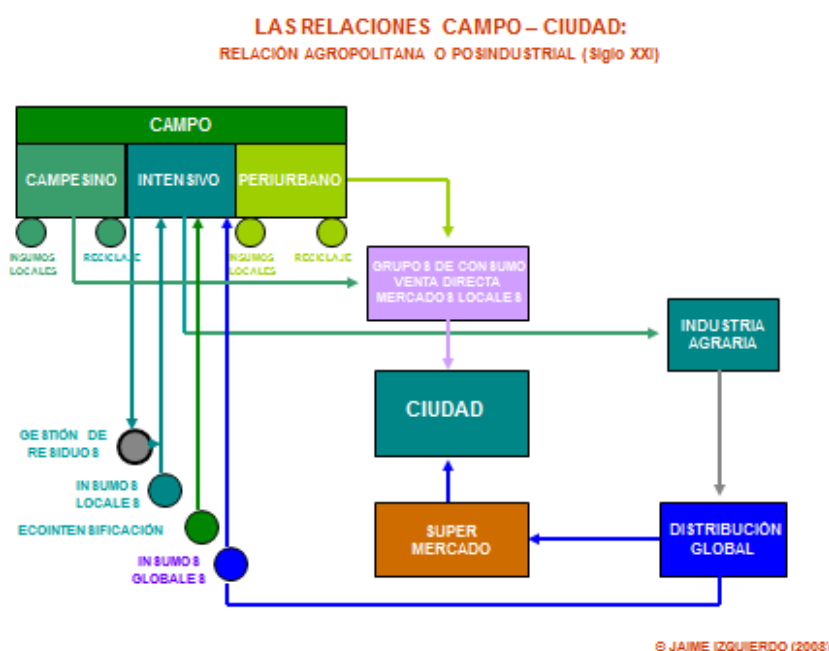 LAS RELACIONES CAMPO – CIUDAD:
RELACIÓN AGROPOLITANA O POSINDUSTRIAL (Siglo XXI)
CAMPO
CAMPESINO
INTENSIVO
PERIURBANO
INSUMOS
LOCALES
RECICLAJE
INSUMOS
LOCALES
RECICLAJE
GRUPOS DE CONSUMO
VENTA DIRECTA
MERCADOS LOCALES
INDUSTRIA
AGRARIA
CIUDAD
GESTIÓN DE
RESIDUOS
INSUMOS
LOCALES
ECOINTENSIFICACIÓN
SUPER
MERCADO
DISTRIBUCIÓN
GLOBAL
INSUMOS
GLOBALES
© JAIME IZQUIERDO (2008)